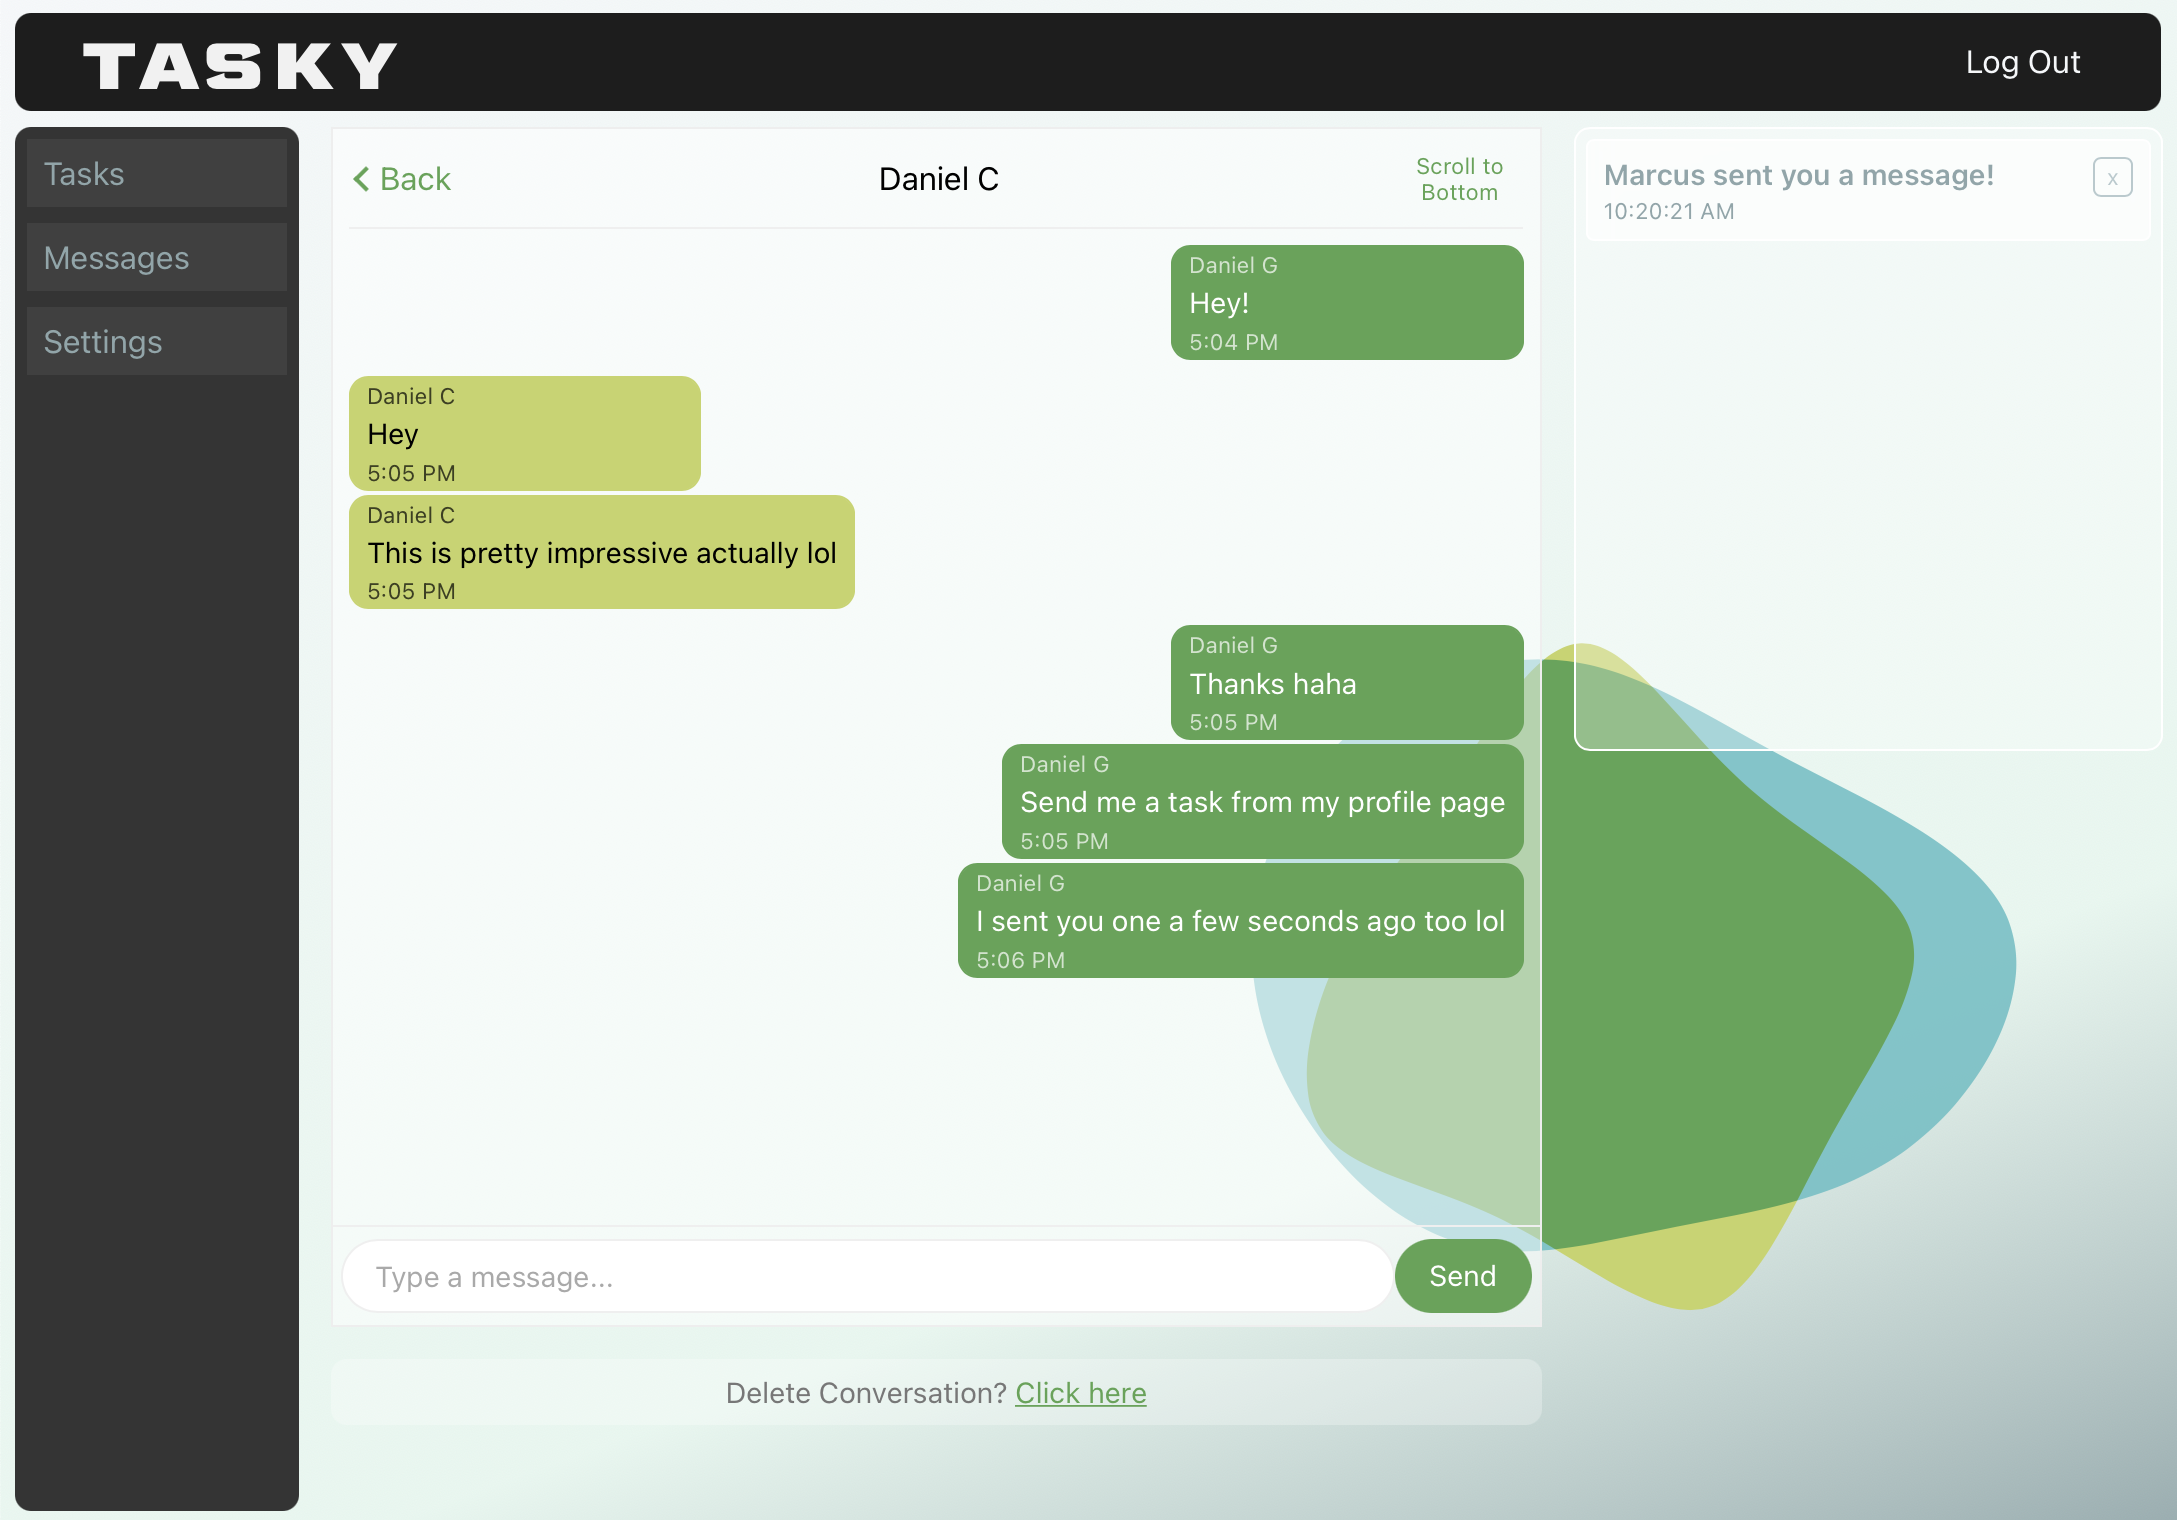 TASKY
Log Out
Tasks
Messages
Settings
Back
Daniel C
Scroll to
Bottom
Daniel G
Hey!
5:04 PM
Daniel C
Hey
5:05 PM
Daniel C
This is pretty impressive actually lol
5:05 PM
Daniel G
Thanks haha
5:05 PM
Daniel G
Send me a task from my profile page
5:05 PM
Daniel G
I sent you one a few seconds ago too lol
5:06 PM
Type a message...
Send
Delete Conversation? Click here
Marcus sent you a message!
x
10:20:21 AM